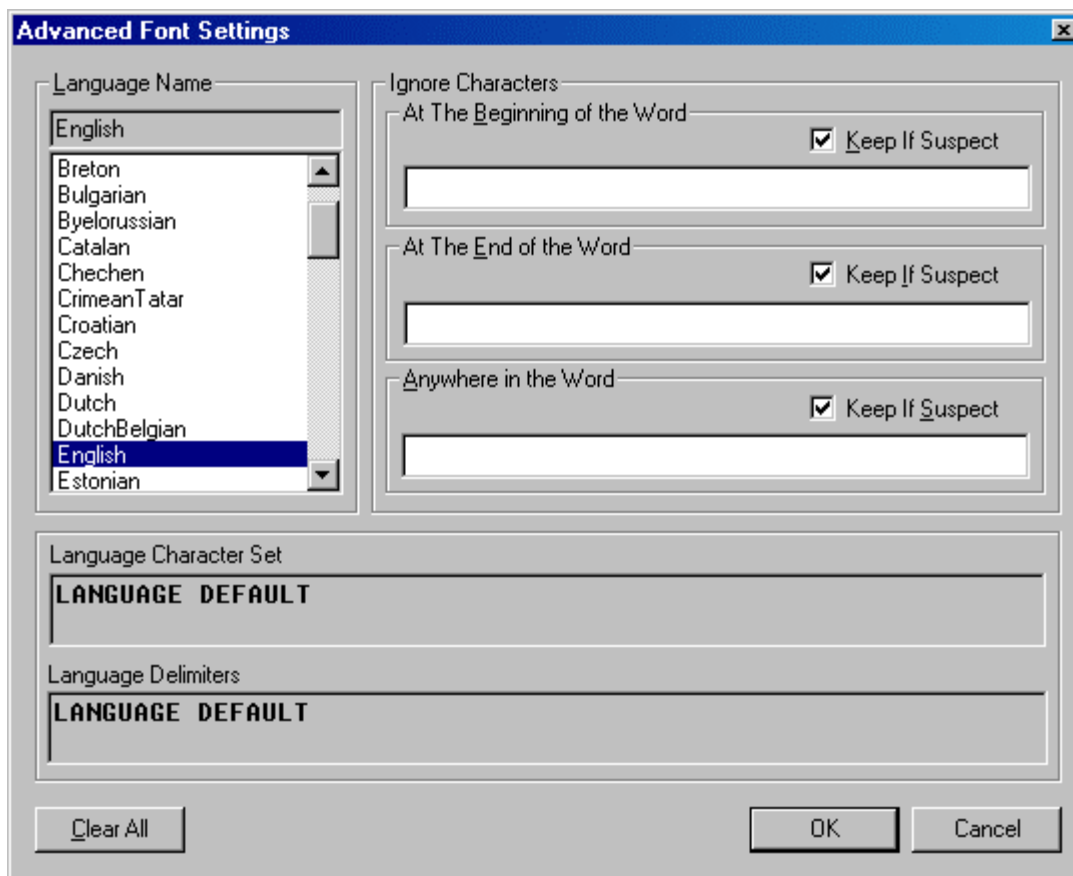 Advanced Font Settings
Language Name
English
Breton
Bulgarian
Byelorussian
Catalan
Chechen
CrimeanTatar
Croatian
Czech
Danish
Dutch
DutchBelgian
English
Estonian
Ignore Characters
At The Beginning of the Word
Keep If Suspect
At The End of the Word
Keep If Suspect
Anywhere in the Word
Keep If Suspect
Language Character Set
LANGUAGE DEFAULT
Language Delimiters
LANGUAGE DEFAULT
Clear All
OK
Cancel